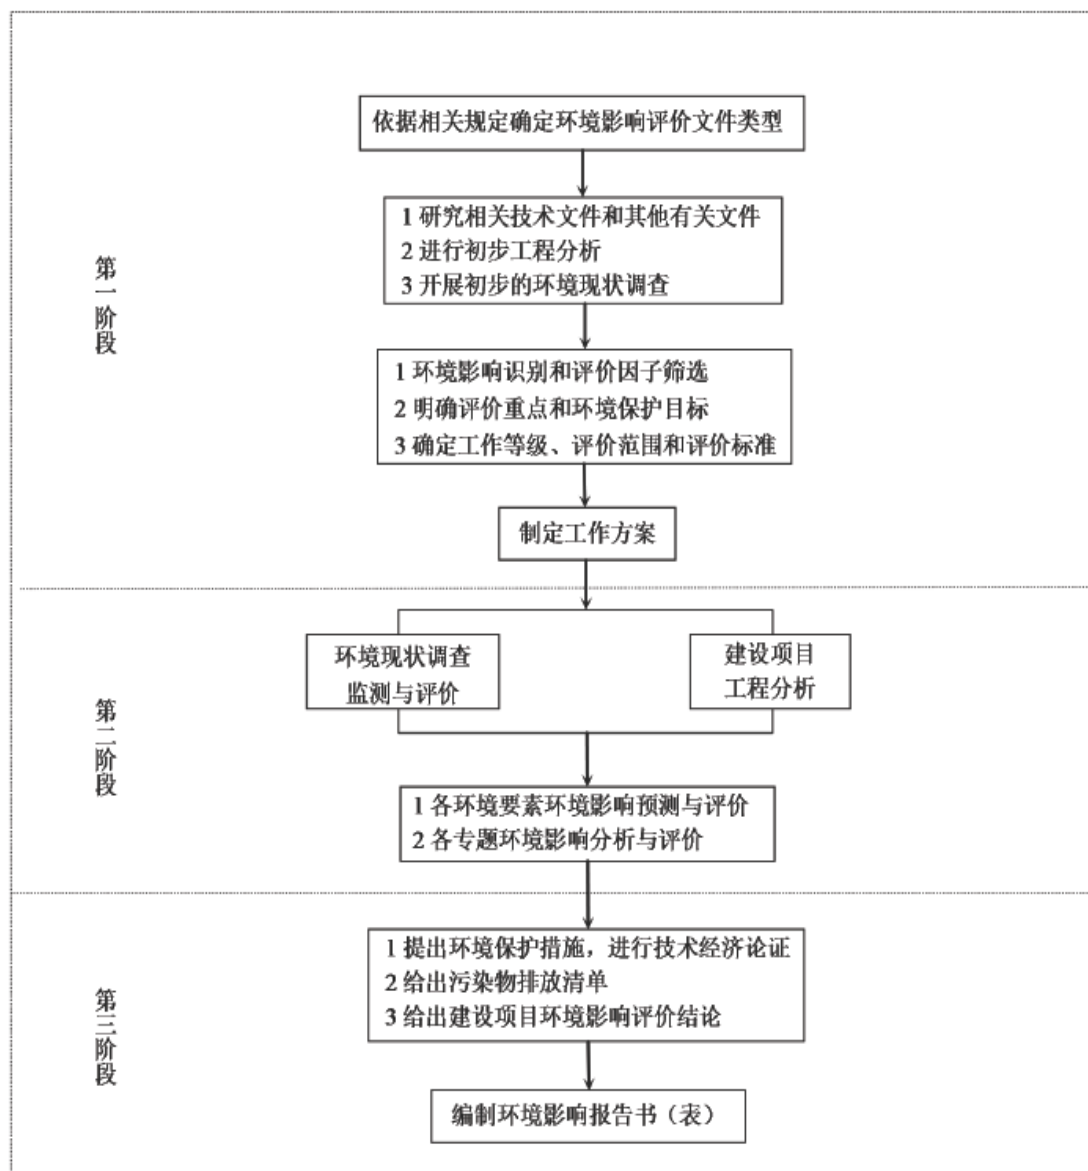 依据相关规定确定环境影响评价文件类型
第一阶段
1 研究相关技术文件和其他有关文件
2 进行初步工程分析
3 开展初步的环境现状调查
1 环境影响识别和评价因子筛选
2 明确评价重点和环境保护目标
3 确定工作等级、评价范围和评价标准
制定工作方案
第二阶段
环境现状调查
监测与评价
建设项目
工程分析
1 各环境要素环境影响预测与评价
2 各专题环境影响分析与评价
第三阶段
1 提出环境保护措施，进行技术经济论证
2 给出污染物排放清单
3 给出建设项目环境影响评价结论
编制环境影响报告书（表）